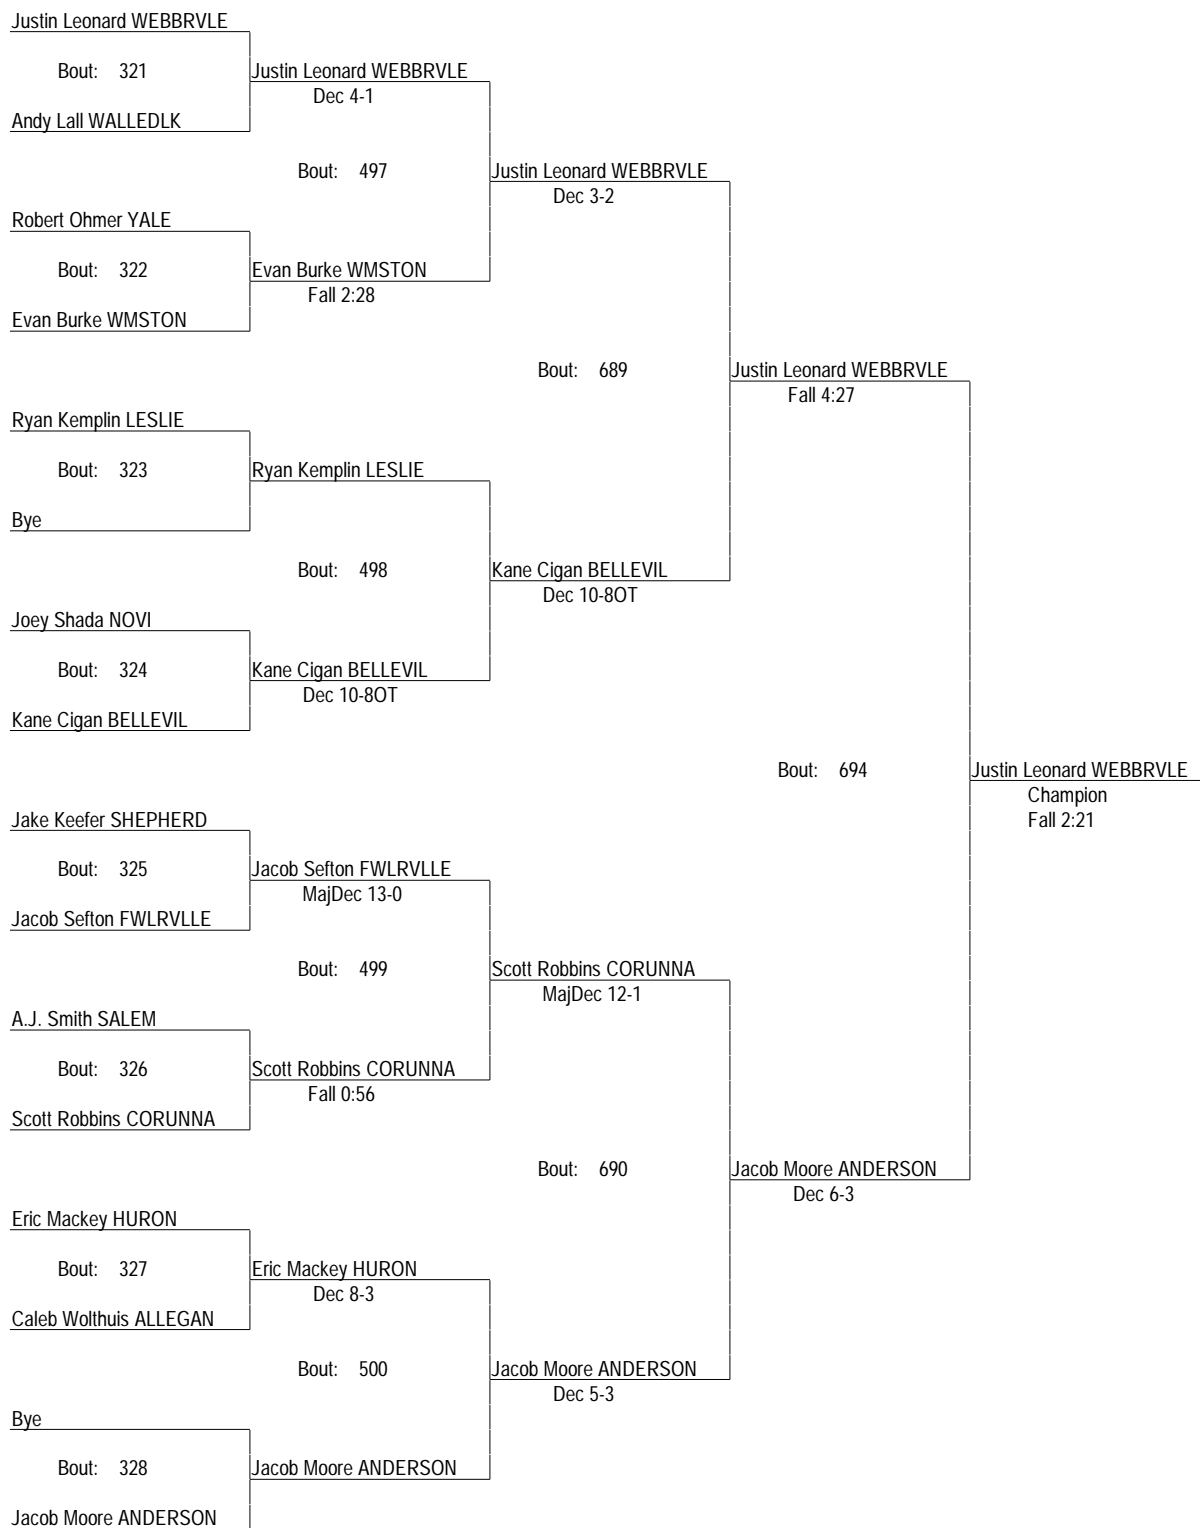 Justin Leonard WEBBRVLE
Bout: 321
Justin Leonard WEBBRVLE
Dec 4-1
Andy Lall WALLEDLK
Bout: 497
Justin Leonard WEBBRVLE
Dec 3-2
Robert Ohmer YALE
Bout: 322
Evan Burke WMSTON
Fall 2:28
Evan Burke WMSTON
Bout: 689
Justin Leonard WEBBRVLE
Fall 4:27
Ryan Kemplin LESLIE
Bout: 323
Ryan Kemplin LESLIE
Bye
Bout: 498
Kane Cigan BELLEVIL
Dec 10-8OT
Joey Shada NOVI
Bout: 324
Kane Cigan BELLEVIL
Dec 10-8OT
Kane Cigan BELLEVIL
Bout: 694
Justin Leonard WEBBRVLE
Champion
Fall 2:21
Jake Keefer SHEPHERD
Bout: 325
Jacob Sefton FWLRVLLE
MajDec 13-0
Jacob Sefton FWLRVLLE
Bout: 499
Scott Robbins CORUNNA
MajDec 12-1
A.J. Smith SALEM
Bout: 326
Scott Robbins CORUNNA
Fall 0:56
Scott Robbins CORUNNA
Bout: 690
Jacob Moore ANDERSON
Dec 6-3
Eric Mackey HURON
Bout: 327
Eric Mackey HURON
Dec 8-3
Caleb Wolthuis ALLEGAN
Bout: 500
Jacob Moore ANDERSON
Dec 5-3
Bye
Bout: 328
Jacob Moore ANDERSON
Jacob Moore ANDERSON